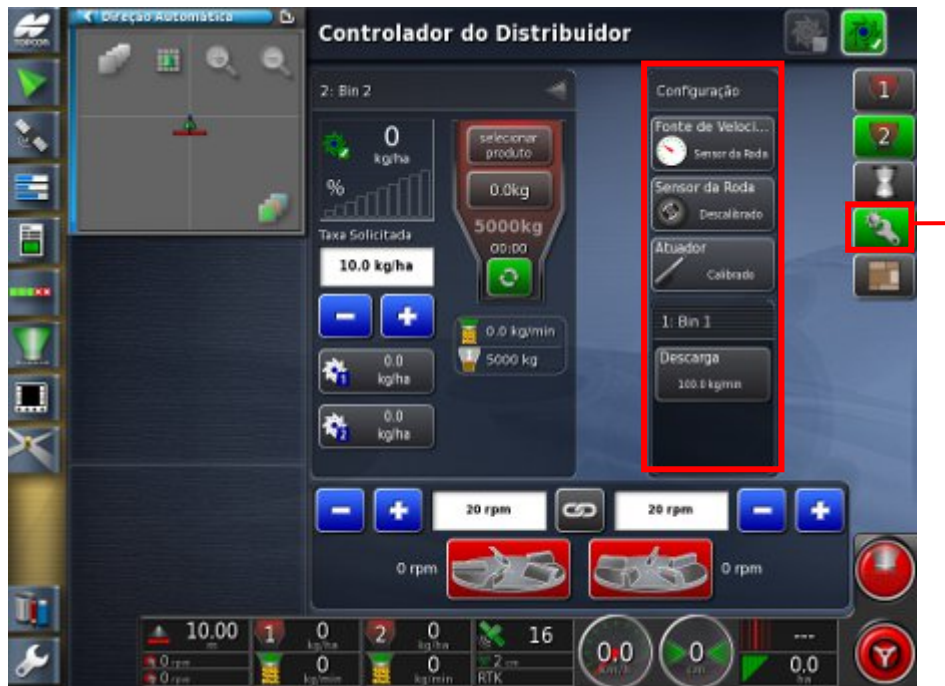 TOPCON
Direção Automática
Controlador do Distribuidor
2: Bin 2
0
kg/ha
%
selecionar
produto
0.0kg
5000kg
00:00
Taxa Solicitada
10.0 kg/ha
0.0 kg/min
1
5000 kg
0.0
kg/ha
1
0.0
kg/ha
2
Configuração
Fonte de Veloci...
Sensor da Roda
Sensor da Roda
Descalibrado
Atuador
Calibrado
1: Bin 1
Descarga
100.0 kg/min
1
2
20 rpm
20 rpm
0 rpm
0 rpm
10.00
m
0 rpm
0 rpm
1
0
kg/ha
0
kg/min
2
0
kg/ha
0
kg/min
16
2 cm
RTK
0.0
km/h
0
cm
---
0.0
ha